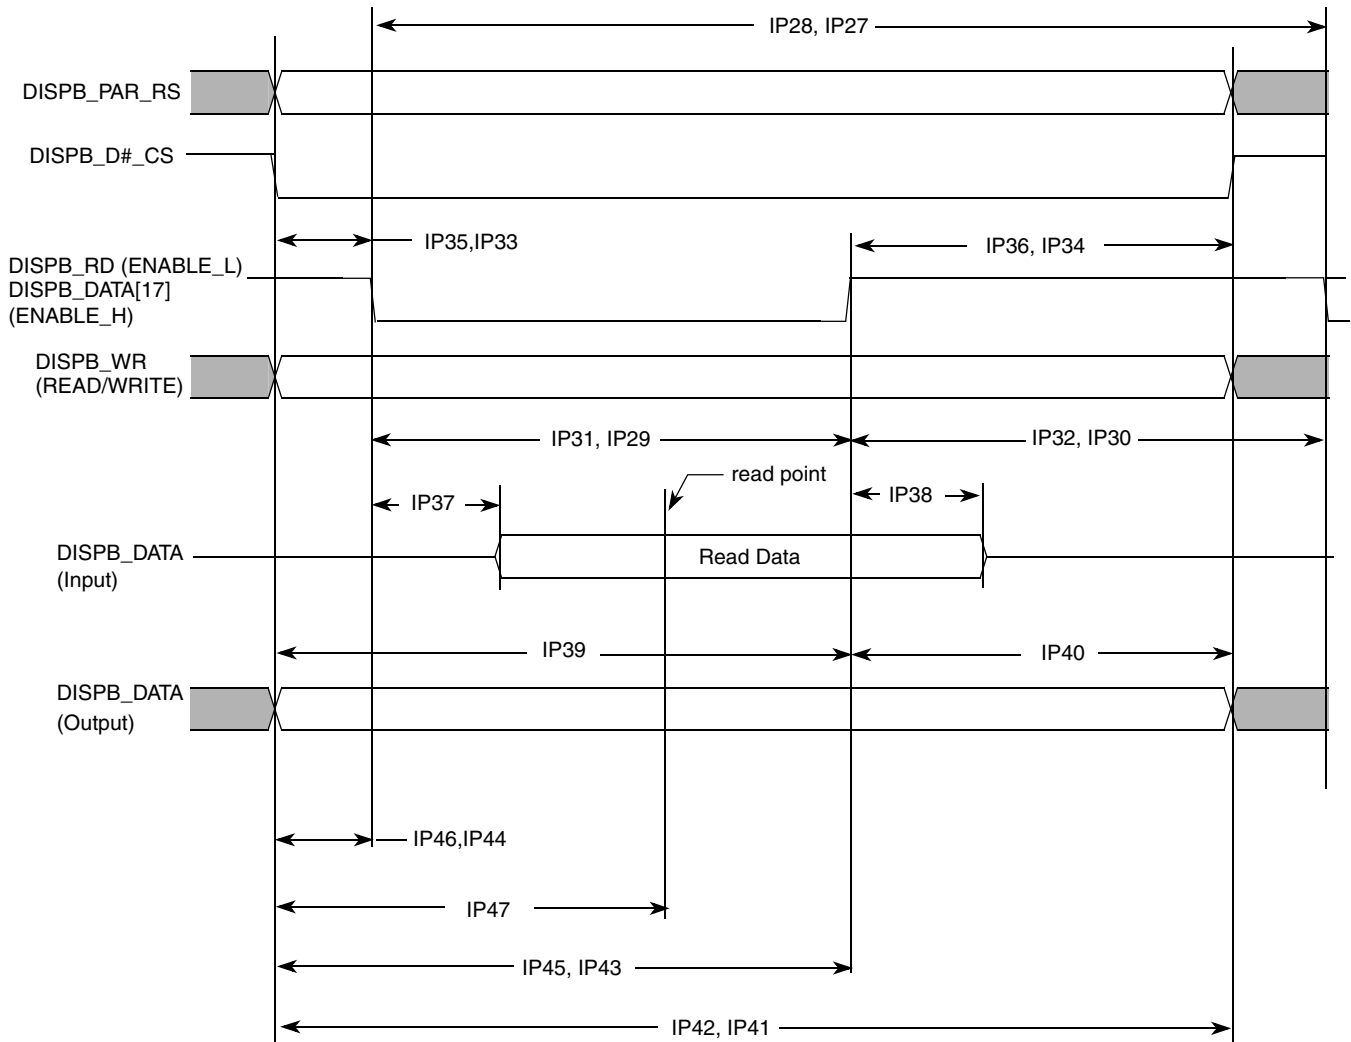 IP28, IP27
DISPB_PAR_RS
DISPB_D#_CS
IP35,IP33
IP36, IP34
DISPB_RD (ENABLE_L)
DISPB_DATA[17]
(ENABLE_H)
DISPB_WR
(READ/WRITE)
IP31, IP29
IP32, IP30
read point
IP37
IP38
DISPB_DATA
(Input)
Read Data
IP39
IP40
DISPB_DATA
(Output)
IP46,IP44
IP47
IP45, IP43
IP42, IP41